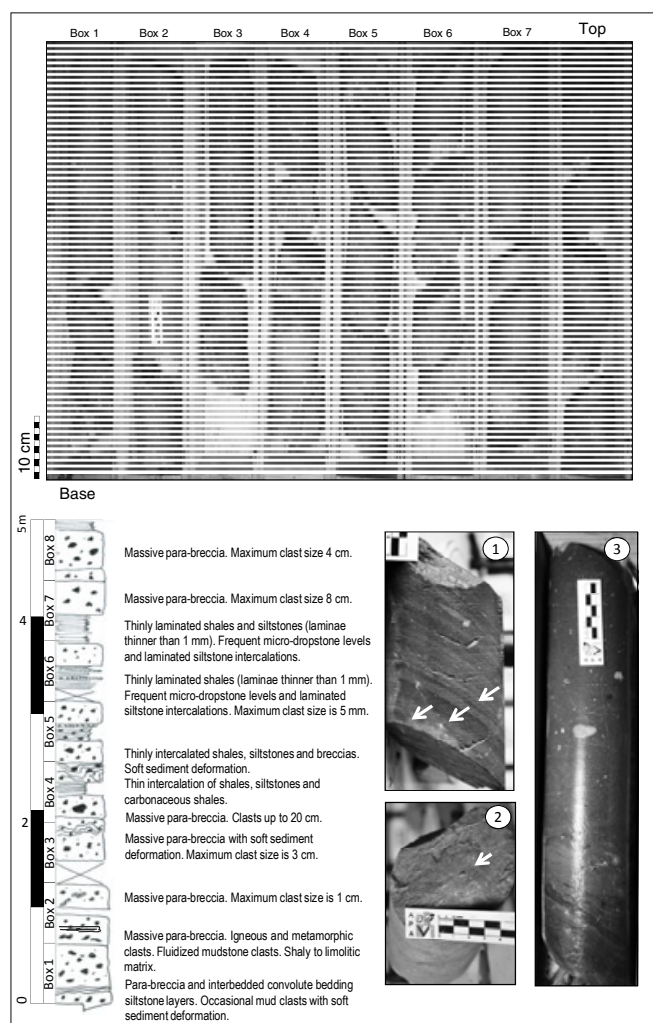 Box 1 Box 2 Box 3 Box 4 Box 5 Box 6 Box 7 Top
10 cm
Base
5 m
4
2
0
Box 8
Box 7
Box 6
Box 5
Box 4
Box 3
Box 2
Box 1
Massive para-breccia. Maximum clast size 4 cm.
Massive para-breccia. Maximum clast size 8 cm.
Thinly laminated shales and siltstones (laminae
thinner than 1 mm). Frequent micro-dropstone levels
and laminated siltstone intercalations.
Thinly laminated shales (laminae thinner than 1 mm).
Frequent micro-dropstone levels and laminated
siltstone intercalations. Maximum clast size is 5 mm.
Thinly intercalated shales, siltstones and breccias.
Soft sediment deformation.
Thin intercalation of shales, siltstones and
carbonaceous shales.
Massive para-breccia. Clasts up to 20 cm.
Massive para-breccia with soft sediment
deformation. Maximum clast size is 3 cm.
Massive para-breccia. Maximum clast size is 1 cm.
Massive para-breccia. Igneous and metamorphic
clasts. Fluidized mudstone clasts. Shaly to limolitic
matrix.
Para-breccia and interbedded convolute bedding
siltstone layers. Occasional mud clasts with soft
sediment deformation.
1
2
3